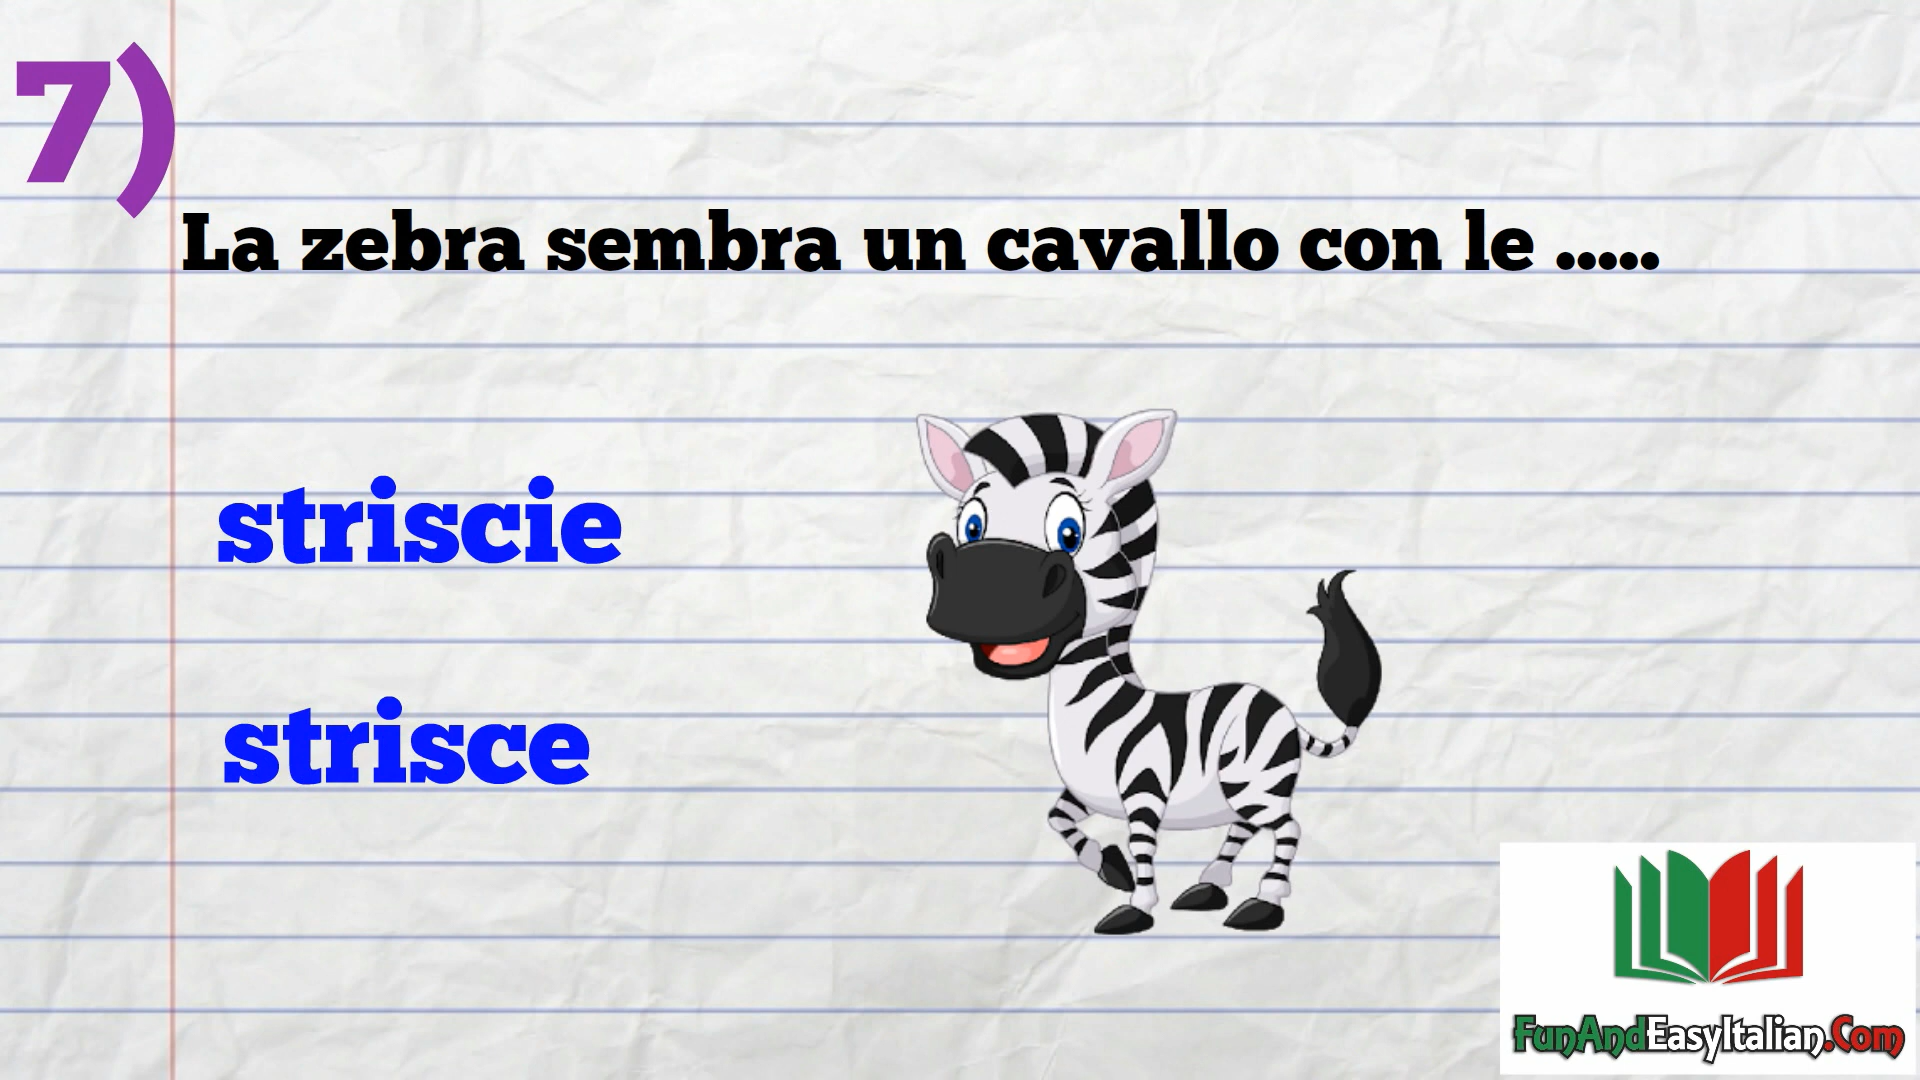 7)
La zebra sembra un cavallo con le .....
striscie
strisce
FunAndEasyItalian.Com